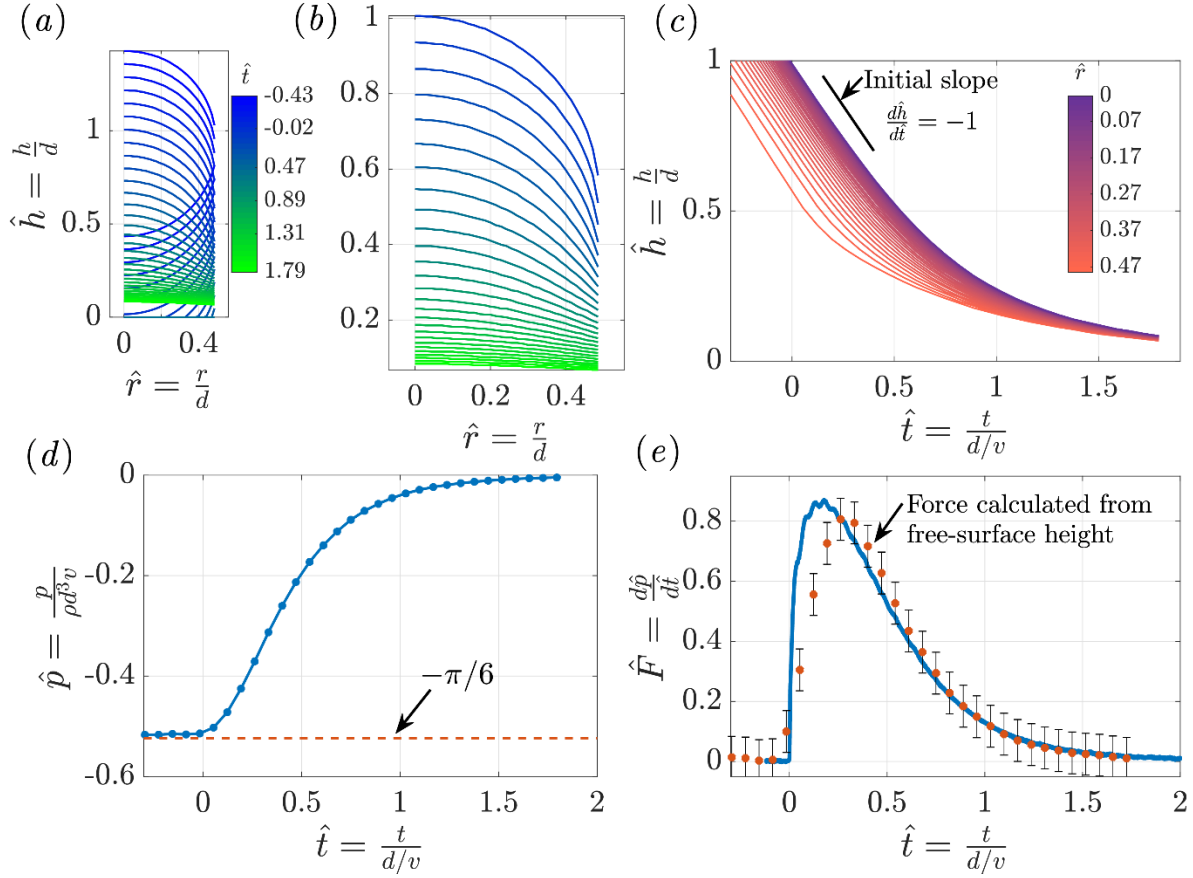 (a)
ĥ = h/d
1
0.5
0
0
0.4
r̂ = r/d
t̂
-0.43
-0.02
0.47
0.89
1.31
1.79
(b)
1
0.8
0.6
0.4
0.2
0
0.2
0.4
r̂ = r/d
(c)
ĥ = h/d
1
0.5
1
0
0.5
1
1.5
t̂ = t/(d/v)
Initial slope
dĥ/dt̂ = −1
r̂
0
0.07
0.17
0.27
0.37
0.47
(d)
p̂ = p/(ρd³v)
0
-0.2
-0.4
-0.6
−π/6
0
0.5
1
1.5
2
t̂ = t/(d/v)
(e)
F̂ = dp̂/dt̂
0.8
0.6
0.4
0.2
0
Force calculated from
free-surface height
0
0.5
1
1.5
2
t̂ = t/(d/v)